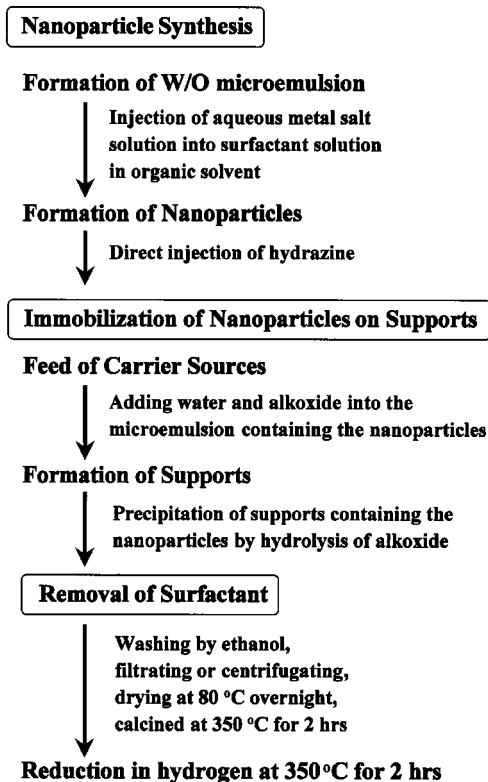 Nanoparticle Synthesis
Formation of W/O microemulsion
Injection of aqueous metal salt
solution into surfactant solution
in organic solvent
Formation of Nanoparticles
Direct injection of hydrazine
Immobilization of Nanoparticles on Supports
Feed of Carrier Sources
Adding water and alkoxide into the
microemulsion containing the nanoparticles
Formation of Supports
Precipitation of supports containing the
nanoparticles by hydrolysis of alkoxide
Removal of Surfactant
Washing by ethanol,
filtrating or centrifugating,
drying at 80 °C overnight,
calcined at 350 °C for 2 hrs
Reduction in hydrogen at 350°C for 2 hrs